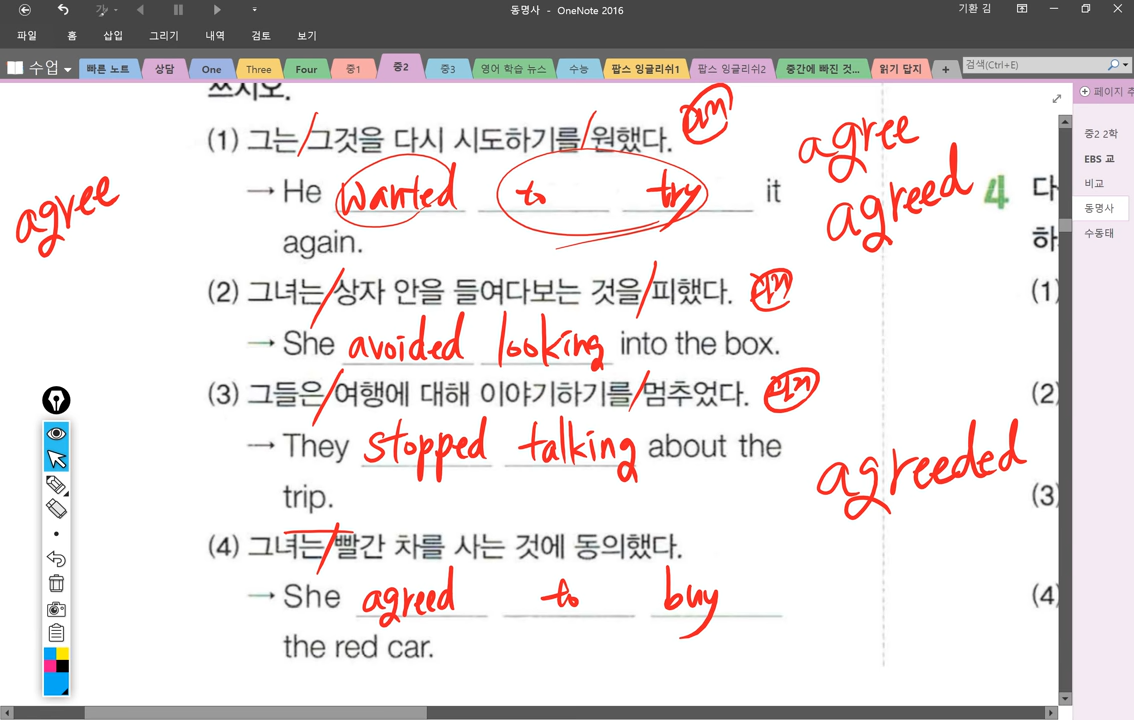 동명사 - OneNote 2016
기환 김
파일 홈 삽입 그리기 내역 검토 보기
수업 빠른 노트 상담 One Three Four 중1 중2 중3 영어 학습 뉴스 수능 팝스 잉글리쉬1 팝스 잉글리쉬2 중간에 빠진 것... 읽기 답지 + 검색(Ctrl+E)
쓰시오.
(1) 그는/그것을 다시 시도하기를/원했다. 과거
→ He wanted to try it
again.
(2) 그녀는/상자 안을 들여다보는 것을/피했다. 과거
→ She avoided looking into the box.
(3) 그들은/여행에 대해 이야기하기를/멈추었다. 과거
→ They stopped talking about the
trip.
(4) 그녀는/빨간 차를 사는 것에 동의했다.
→ She agreed to buy
the red car.
agree
agree
agreed
agreeded
4 다
하
(1)
(2)
(3)
(4)
페이지 추
중2 2학
EBS 교
비교
동명사
수동태